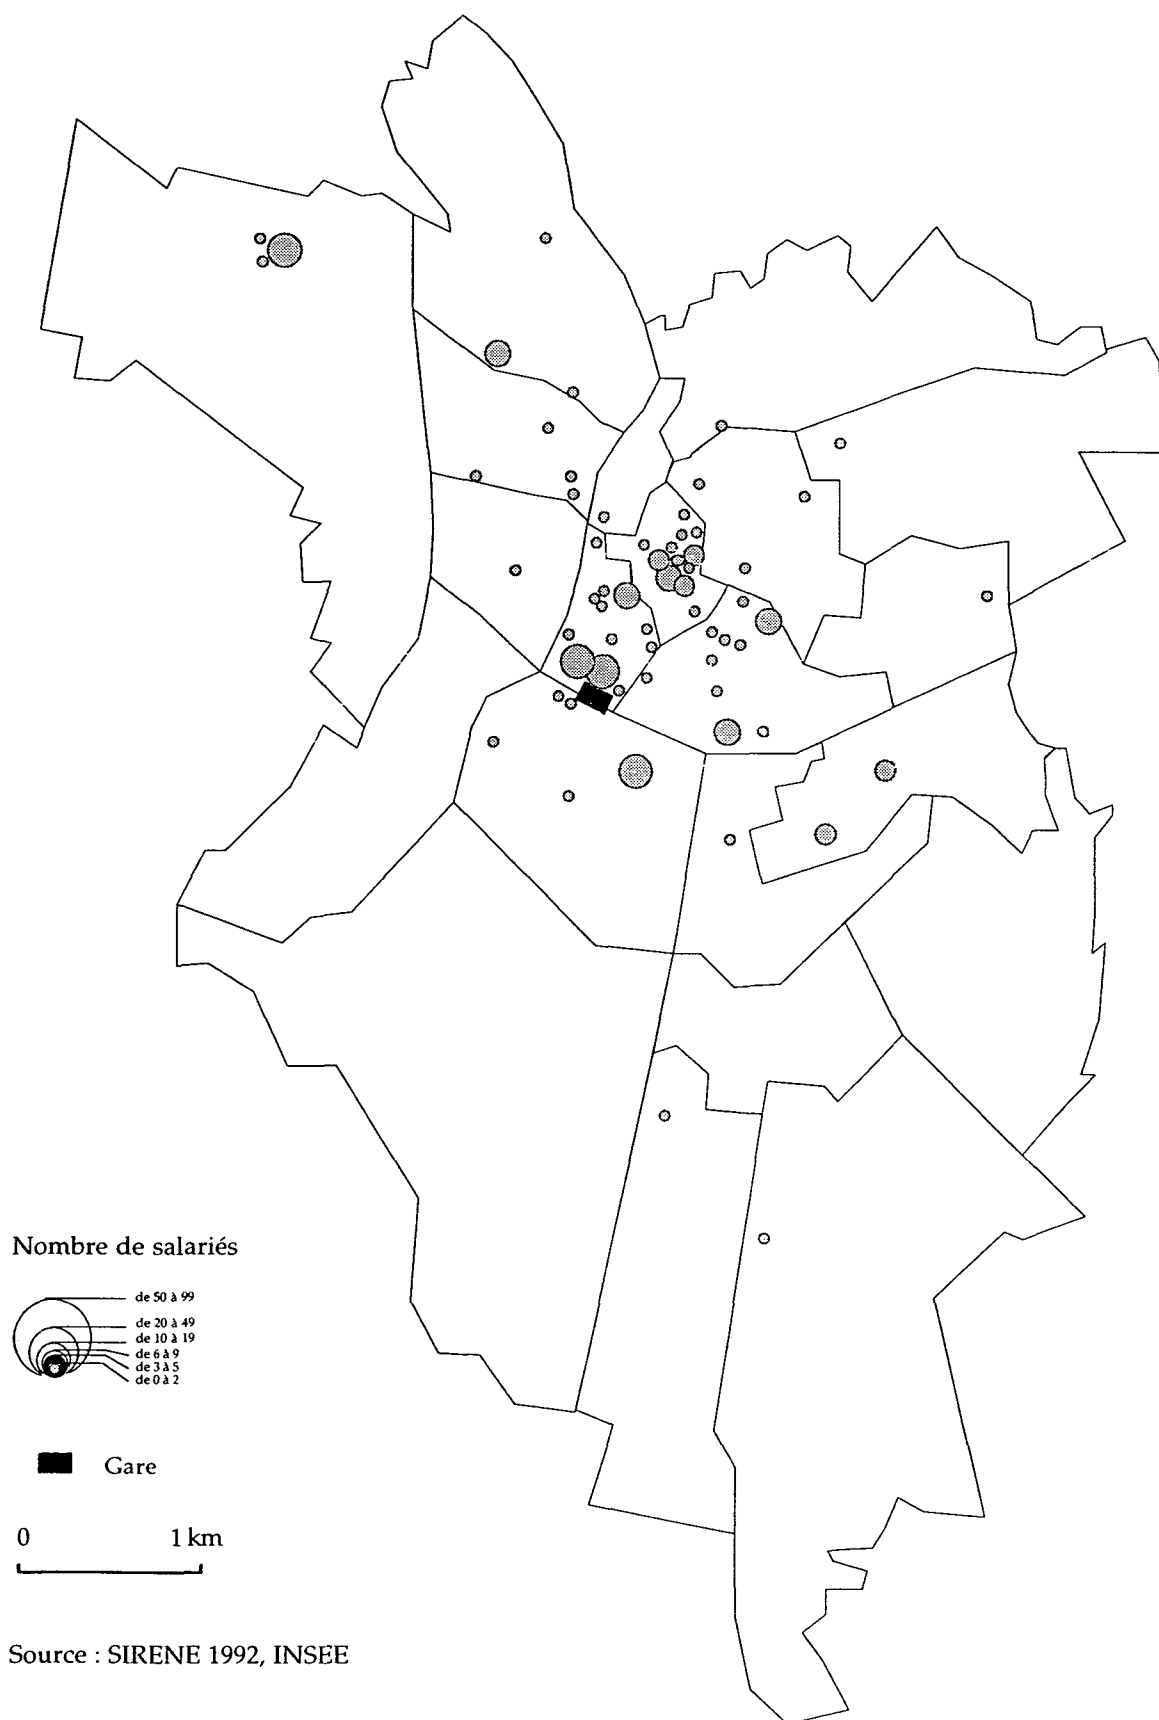 Nombre de salariés
de 50 à 99
de 20 à 49
de 10 à 19
de 6 à 9
de 3 à 5
de 0 à 2
Gare
0 1 km
Source : SIRENE 1992, INSEE